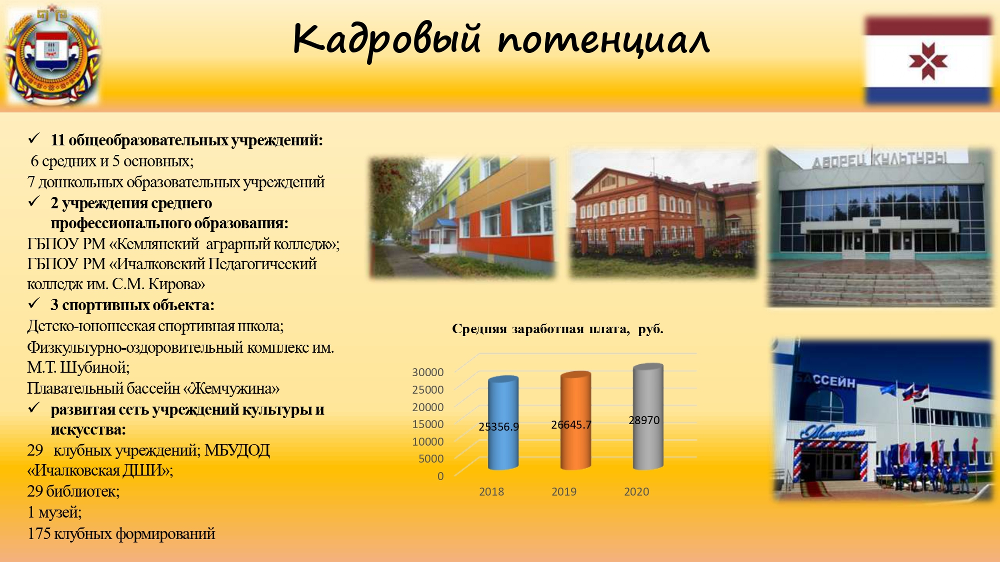 Кадровый потенциал
✓ 11 общеобразовательных учреждений:
6 средних и 5 основных;
7 дошкольных образовательных учреждений
✓ 2 учреждения среднего
профессионального образования:
ГБПОУ РМ «Кемлянский аграрный колледж»;
ГБПОУ РМ «Ичалковский Педагогический
колледж им. С.М. Кирова»
✓ 3 спортивных объекта:
Детско-юношеская спортивная школа;
Физкультурно-оздоровительный комплекс им.
М.Т. Шубиной;
Плавательный бассейн «Жемчужина»
✓ развитая сеть учреждений культуры и
искусства:
29 клубных учреждений; МБУДОД
«Ичалковская ДШИ»;
29 библиотек;
1 музей;
175 клубных формирований
ДВОРЕЦ КУЛЬТУРЫ
Средняя заработная плата, руб.
30000
25000
20000
15000
10000
5000
0
25356.9
26645.7
28970
2018
2019
2020
БАССЕЙН
Жемчужина